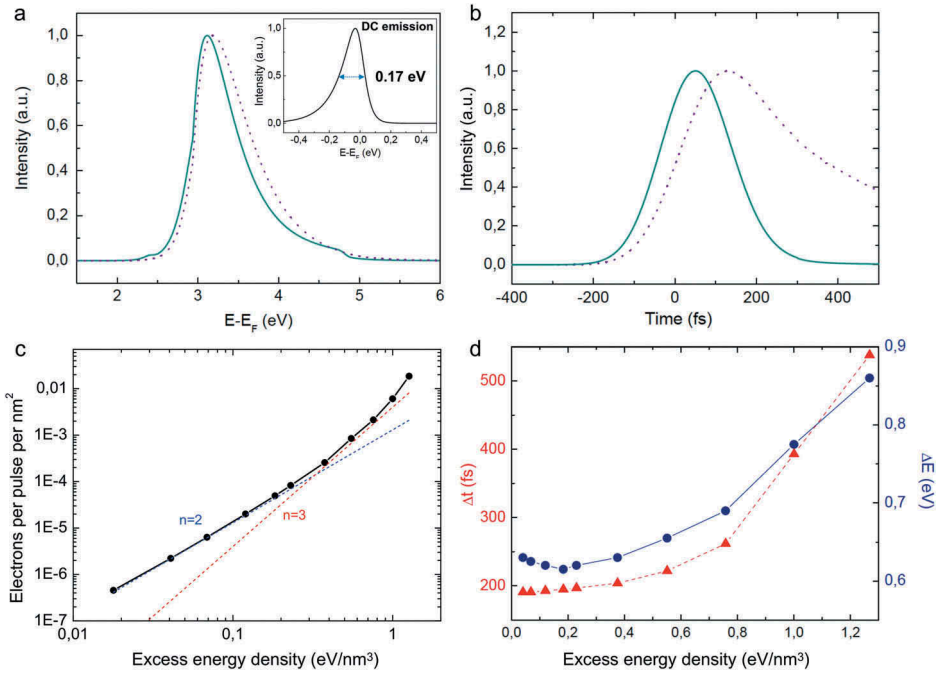 a
Intensity (a.u.)
1,0
0,8
0,6
0,4
0,2
0,0
2
3
4
5
6
E-E_F (eV)
DC emission
Intensity (a.u.)
1,0
0,5
0,0
0.17 eV
-0,4
-0,2
0,0
0,2
0,4
E-E_F (eV)
b
Intensity (a.u.)
1,2
1,0
0,8
0,6
0,4
0,2
0,0
-400
-200
0
200
400
Time (fs)
c
Electrons per pulse per nm²
0,01
1E-3
1E-4
1E-5
1E-6
1E-7
n=2
n=3
0,01
0,1
1
Excess energy density (eV/nm³)
d
Δt (fs)
500
400
300
250
200
150
0,9
0,8
0,7
0,6
ΔE (eV)
0,0
0,2
0,4
0,6
0,8
1,0
1,2
Excess energy density (eV/nm³)